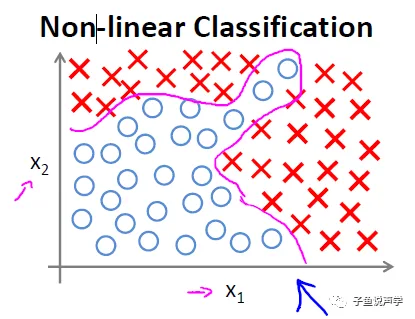 Non-linear Classification
x2
x1
子鱼说声学